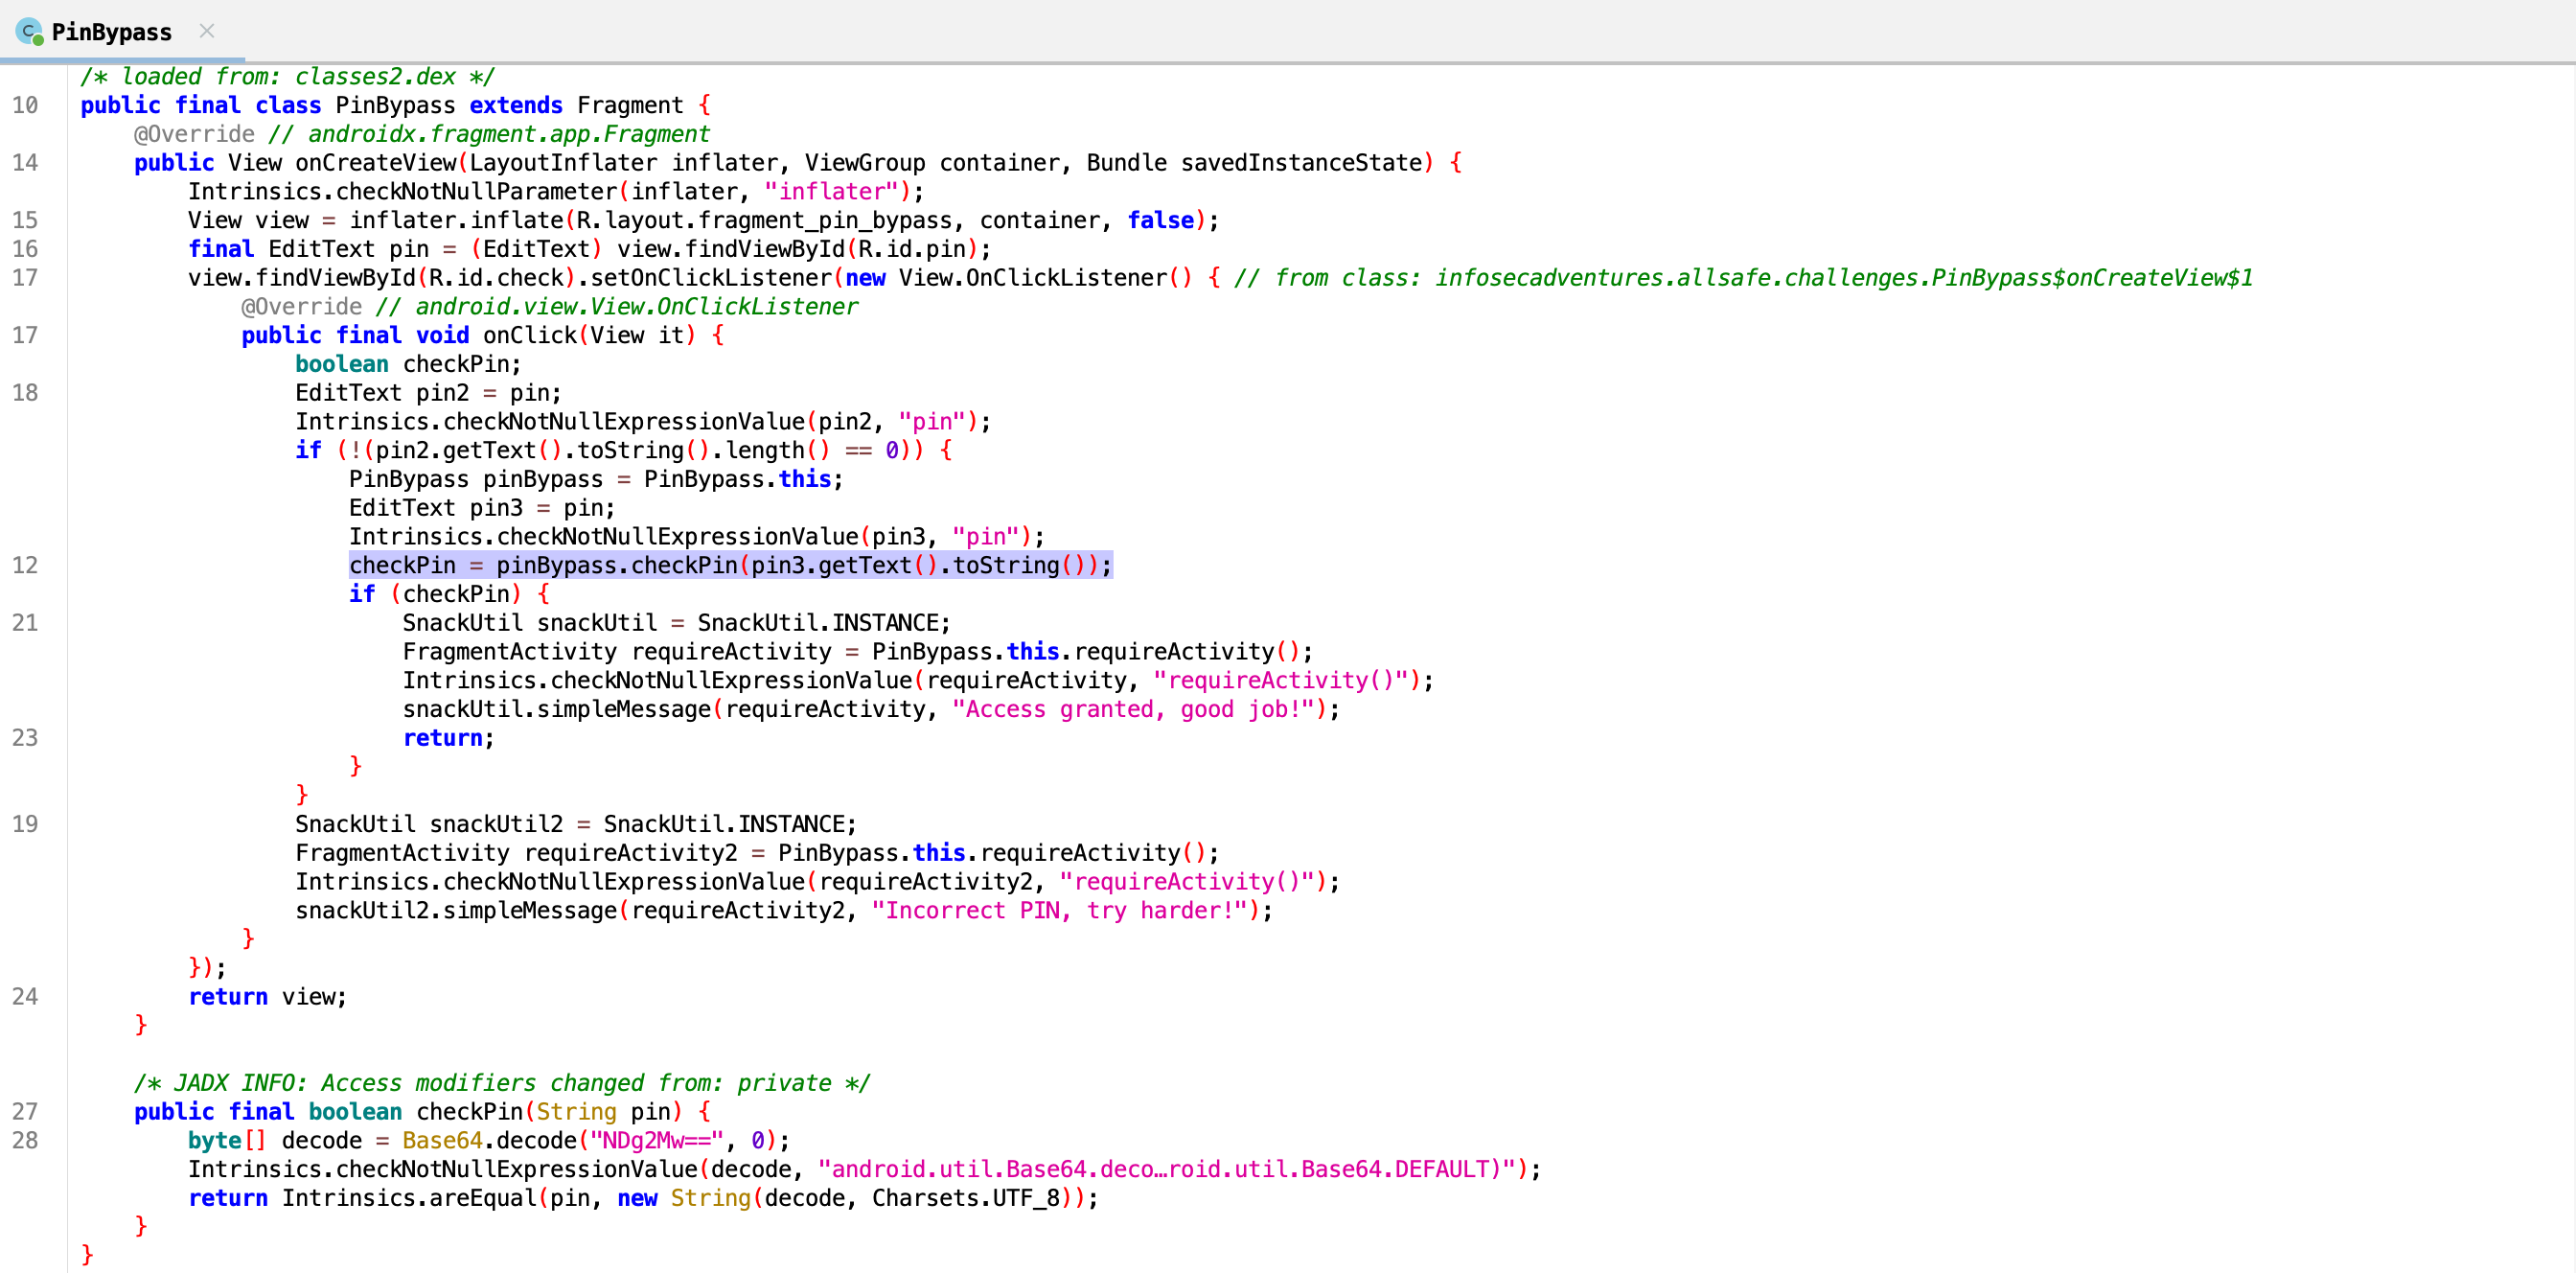 PinBypass
/* loaded from: classes2.dex */
10 public final class PinBypass extends Fragment {
@Override // androidx.fragment.app.Fragment
14 public View onCreateView(LayoutInflater inflater, ViewGroup container, Bundle savedInstanceState) {
Intrinsics.checkNotNullParameter(inflater, "inflater");
15 View view = inflater.inflate(R.layout.fragment_pin_bypass, container, false);
16 final EditText pin = (EditText) view.findViewById(R.id.pin);
17 view.findViewById(R.id.check).setOnClickListener(new View.OnClickListener() { // from class: infosecadventures.allsafe.challenges.PinBypass$onCreateView$1
@Override // android.view.View.OnClickListener
17 public final void onClick(View it) {
boolean checkPin;
18 EditText pin2 = pin;
Intrinsics.checkNotNullExpressionValue(pin2, "pin");
if (!(pin2.getText().toString().length() == 0)) {
PinBypass pinBypass = PinBypass.this;
EditText pin3 = pin;
Intrinsics.checkNotNullExpressionValue(pin3, "pin");
12 checkPin = pinBypass.checkPin(pin3.getText().toString());
if (checkPin) {
21 SnackUtil snackUtil = SnackUtil.INSTANCE;
FragmentActivity requireActivity = PinBypass.this.requireActivity();
Intrinsics.checkNotNullExpressionValue(requireActivity, "requireActivity()");
snackUtil.simpleMessage(requireActivity, "Access granted, good job!");
23 return;
}
}
19 SnackUtil snackUtil2 = SnackUtil.INSTANCE;
FragmentActivity requireActivity2 = PinBypass.this.requireActivity();
Intrinsics.checkNotNullExpressionValue(requireActivity2, "requireActivity()");
snackUtil2.simpleMessage(requireActivity2, "Incorrect PIN, try harder!");
}
});
24 return view;
}
/* JADX INFO: Access modifiers changed from: private */
27 public final boolean checkPin(String pin) {
28 byte[] decode = Base64.decode("NDg2Mw==", 0);
Intrinsics.checkNotNullExpressionValue(decode, "android.util.Base64.deco…roid.util.Base64.DEFAULT)");
return Intrinsics.areEqual(pin, new String(decode, Charsets.UTF_8));
}
}